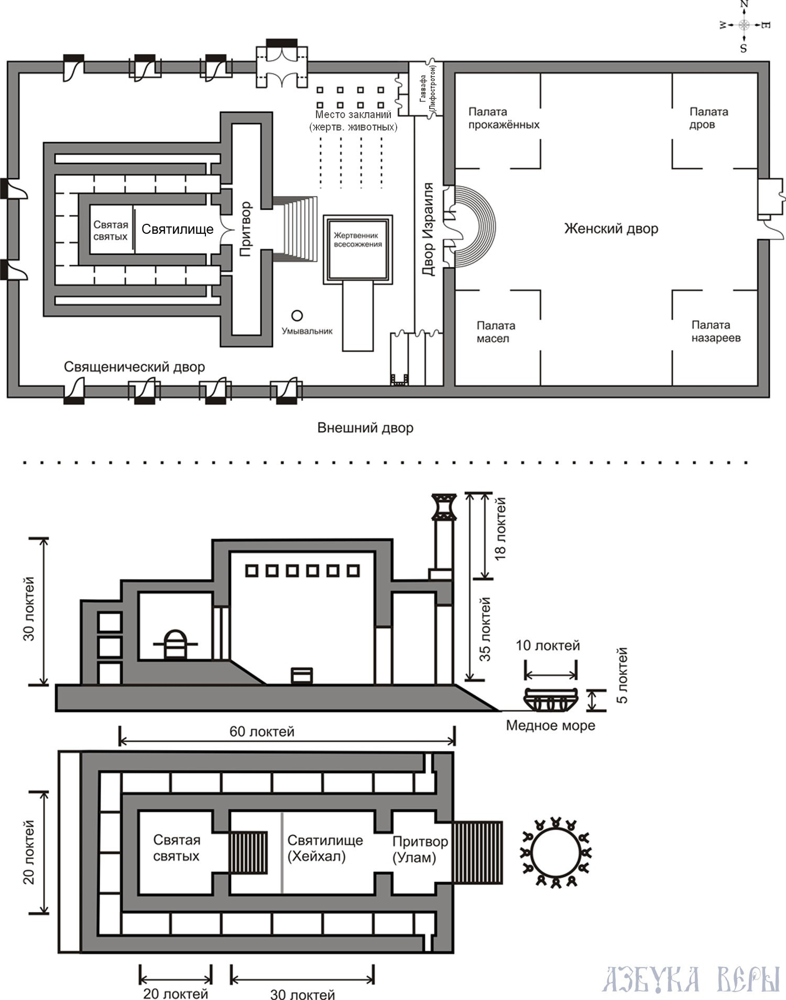 N
W
E
S
Гаввафа
(Лифостротон)
Место закланий
(жертв. животных)
Палата
прокажённых
Палата
дров
Святая
святых
Святилище
Притвор
Жертвенник
всесожжения
Двор Израиля
Женский двор
Умывальник
Палата
масел
Палата
назареев
Священический двор
Внешний двор
18 локтей
30 локтей
35 локтей
10 локтей
5 локтей
Медное море
60 локтей
20 локтей
Святая
святых
Святилище
(Хейхал)
Притвор
(Улам)
20 локтей
30 локтей
АЗБУКА ВЕРЫ